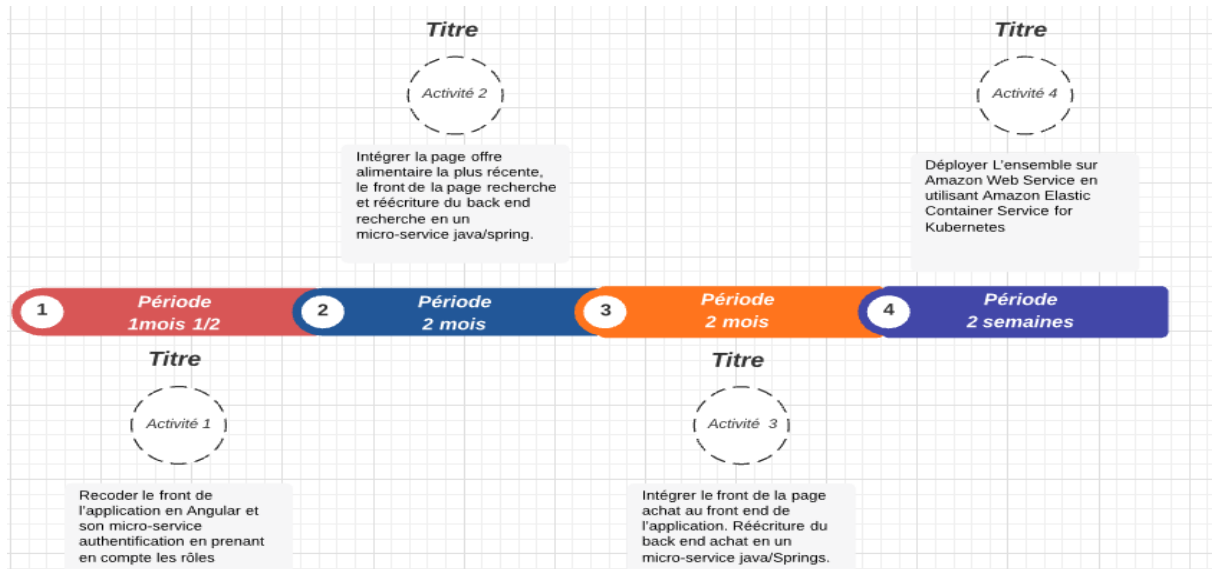 Titre
Activité 2
Intégrer la page offre
alimentaire la plus récente,
le front de la page recherche
et réécriture du back end
recherche en un
micro-service java/spring.
Titre
Activité 4
Déployer L'ensemble sur
Amazon Web Service en
utilisant Amazon Elastic
Container Service for
Kubernetes
1
Période
1mois 1/2
2
Période
2 mois
3
Période
2 mois
4
Période
2 semaines
Titre
Activité 1
Recoder le front de
l'application en Angular et
son micro-service
authentification en prenant
en compte les rôles
Titre
Activité 3
Intégrer le front de la page
achat au front end de
l'application. Réécriture du
back end achat en un
micro-service java/Springs.